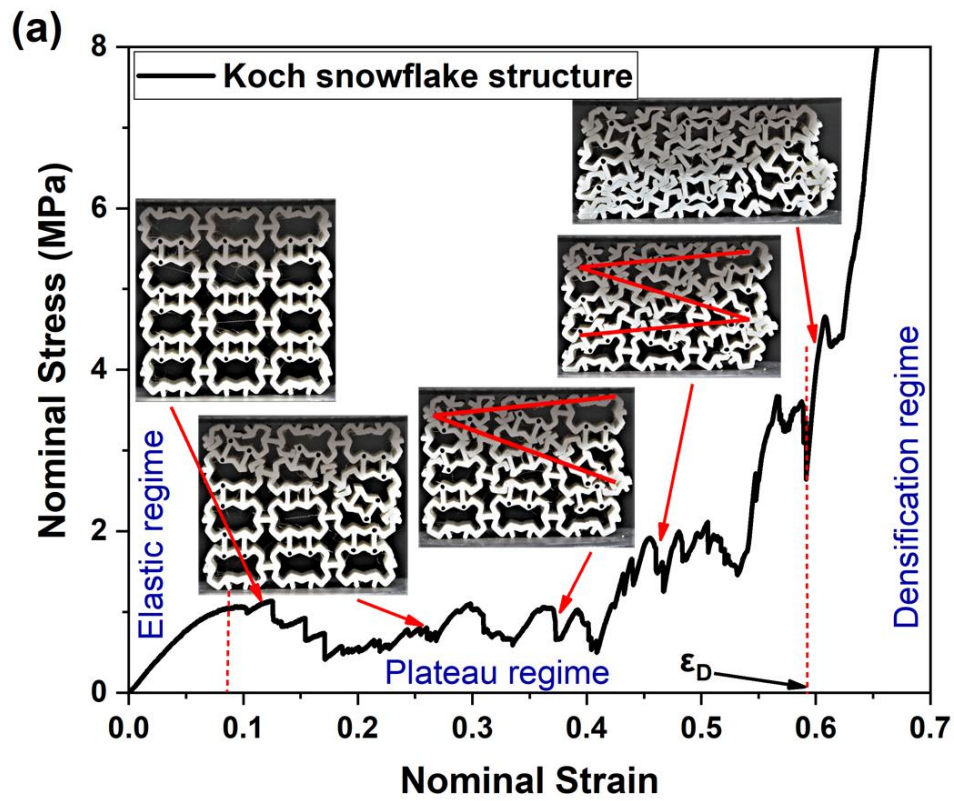 (a)
Koch snowflake structure
Nominal Stress (MPa)
8
6
4
2
0
Elastic regime
Plateau regime
Densification regime
εD
0.0 0.1 0.2 0.3 0.4 0.5 0.6 0.7
Nominal Strain